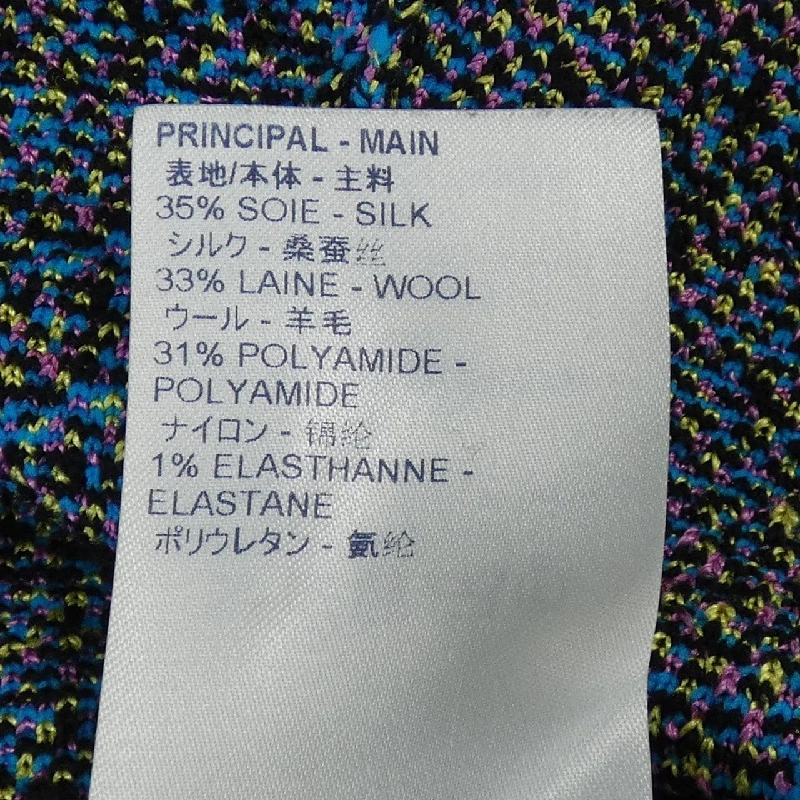 PRINCIPAL - MAIN
表地/本体 - 主料
35% SOIE - SILK
シルク - 桑蚕丝
33% LAINE - WOOL
ウール - 羊毛
31% POLYAMIDE -
POLYAMIDE
ナイロン - 锦纶
1% ELASTHANNE -
ELASTANE
ポリウレタン - 氨纶